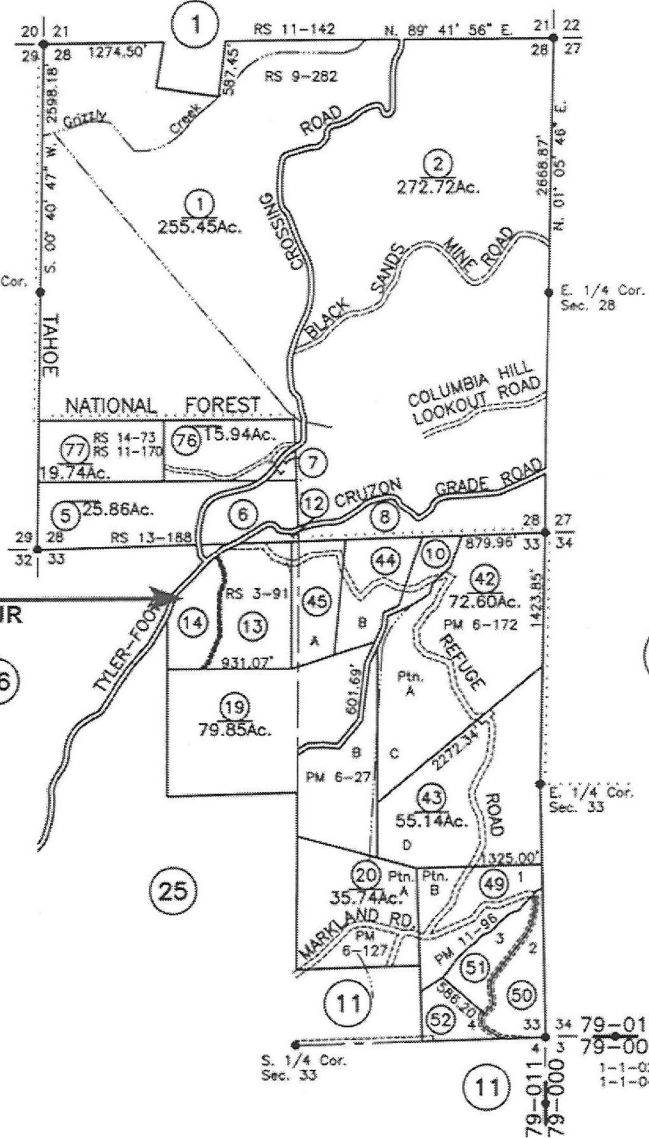 20 21
29 28
1274.50'
1
RS 11-142
N. 89° 41' 56" E.
21 22
28 27
587.45'
RS 9-282
2598.18'
S. 00° 40' 47" W.
Grizzly Creek
CROSSING ROAD
2
272.72Ac.
2668.87'
N. 01° 05' 46" E.
1
255.45Ac.
BLACK SANDS MINE ROAD
Cor.
E. 1/4 Cor.
Sec. 28
TAHOE
NATIONAL FOREST
COLUMBIA HILL
LOOKOUT ROAD
77
RS 14-73
RS 11-170
19.74Ac.
76
15.94Ac.
7
5
25.86Ac.
6
12
CRUZON GRADE ROAD
8
RS 13-188
29 28
32 33
28 27
33 34
879.96'
44
10
42
72.60Ac.
PM 6-172
1423.85'
UR
TYLER-FOOT
14
RS 3-91
13
45
A
B
REFUGE ROAD
6
931.07'
19
79.85Ac.
601.69'
Ptn.
A
B
C
PM 6-27
2272.34'
43
55.14Ac.
D
E. 1/4 Cor.
Sec. 33
1325.00'
25
20
35.74Ac.
Ptn.
A
Ptn.
B
49
1
MARKLAND RD.
PM
6-127
PM 11-96
3
2
51
50
11
586.20
52
4
33 34
4 3
79-01
79-00
S. 1/4 Cor.
Sec. 33
11
79-011
79-000
1-1-0
1-1-0